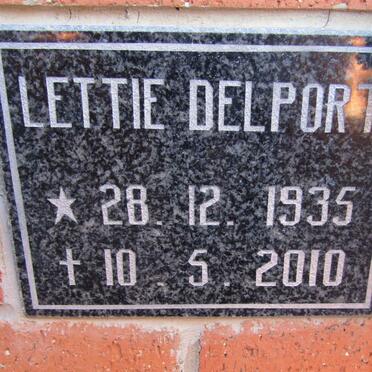 LETTIE DELPORT
★ 28. 12. 1935
† 10. 5. 2010